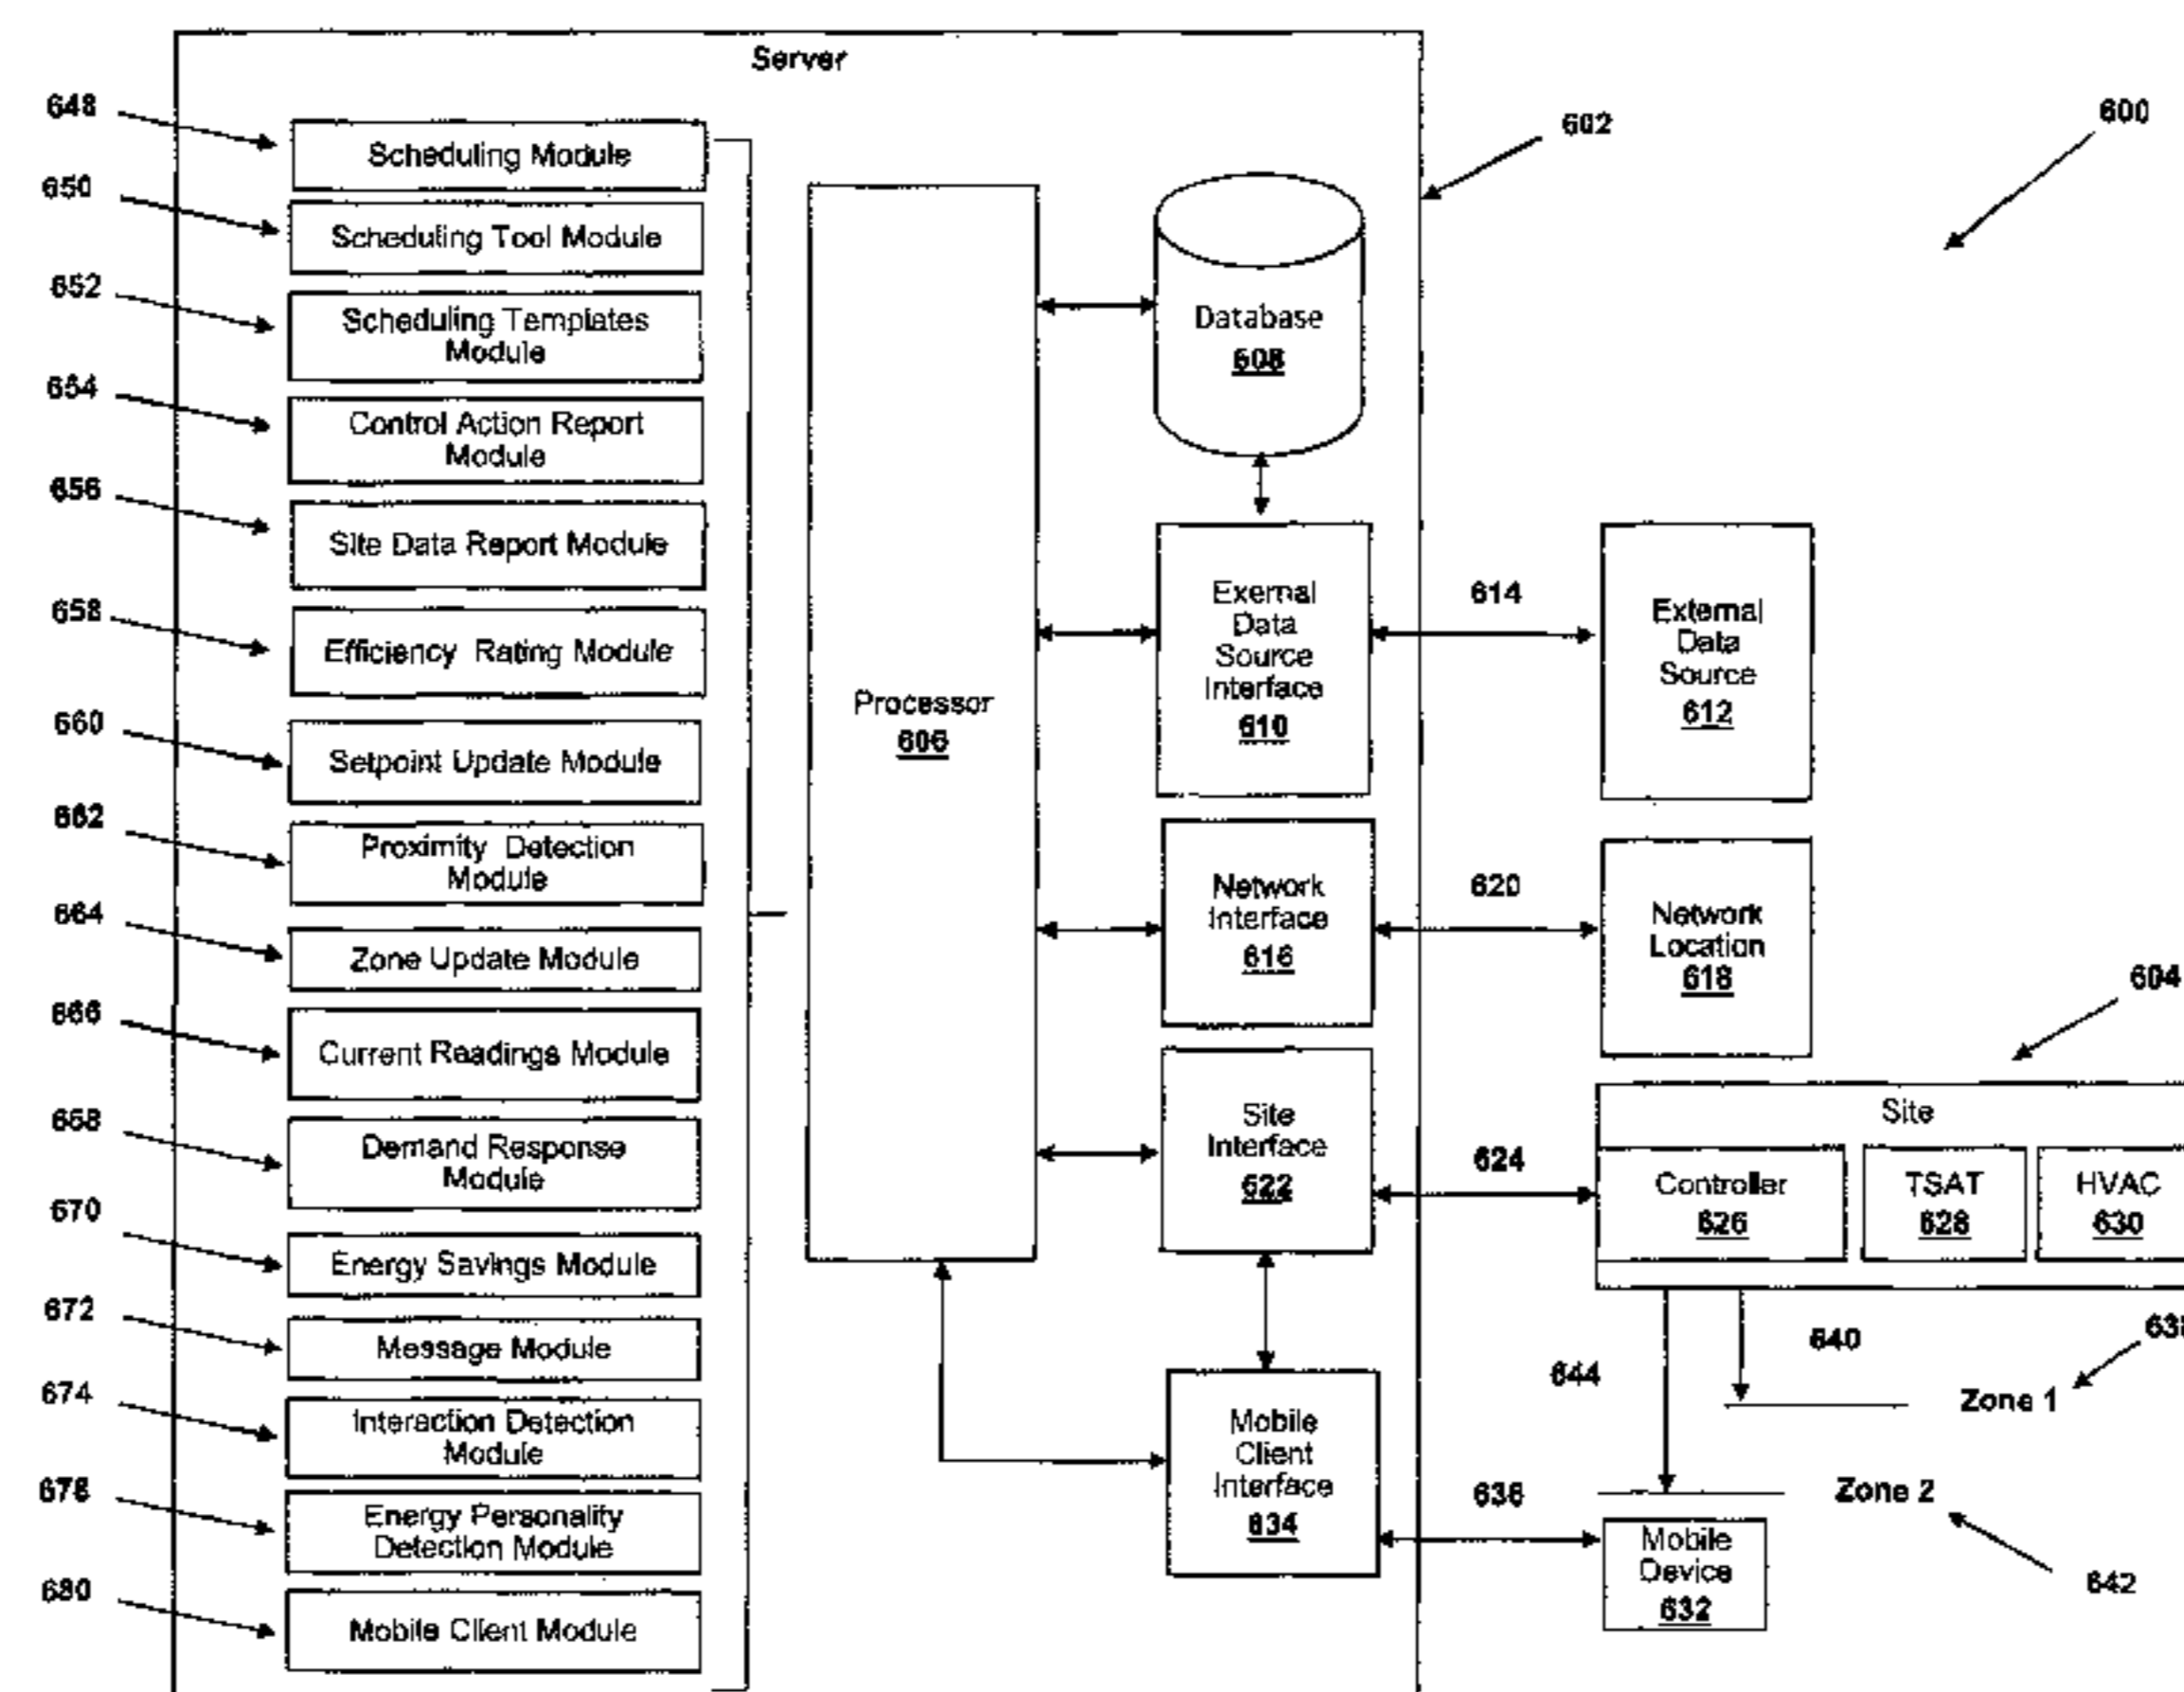 Server
648
Scheduling Module
650
Scheduling Tool Module
652
Scheduling Templates
Module
654
Control Action Report
Module
656
Site Data Report Module
658
Efficiency Rating Module
660
Setpoint Update Module
662
Proximity Detection
Module
664
Zone Update Module
666
Current Readings Module
668
Demand Response
Module
670
Energy Savings Module
672
Message Module
674
Interaction Detection
Module
678
Energy Personality
Detection Module
680
Mobile Client Module
Processor
606
Database
608
Exernal
Data
Source
Interface
610
Network
Interface
616
Site
Interface
622
Mobile
Client
Interface
634
602
600
614
External
Data
Source
612
620
Network
Location
618
604
624
Site
Controller
626
TSAT
628
HVAC
630
644
640
Zone 1
Zone 2
642
636
Mobile
Device
632